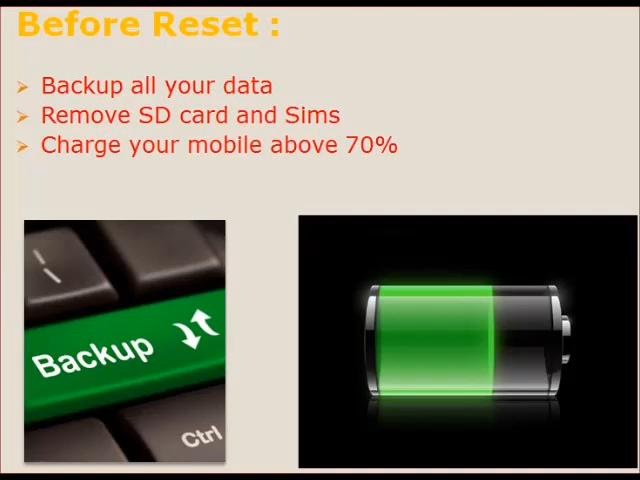 Before Reset :
Backup all your data
Remove SD card and Sims
Charge your mobile above 70%
Backup
Ctrl